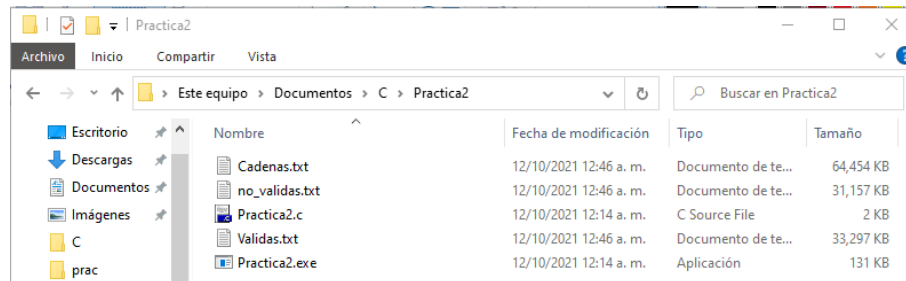 Practica2
Archivo Inicio Compartir Vista
Este equipo > Documentos > C > Practica2 Buscar en Practica2
Escritorio Nombre Fecha de modificación Tipo Tamaño
Descargas Cadenas.txt 12/10/2021 12:46 a. m. Documento de te... 64,454 KB
Documentos no_validas.txt 12/10/2021 12:46 a. m. Documento de te... 31,157 KB
Imágenes Practica2.c 12/10/2021 12:14 a. m. C Source File 2 KB
C Validas.txt 12/10/2021 12:46 a. m. Documento de te... 33,297 KB
prac Practica2.exe 12/10/2021 12:14 a. m. Aplicación 131 KB